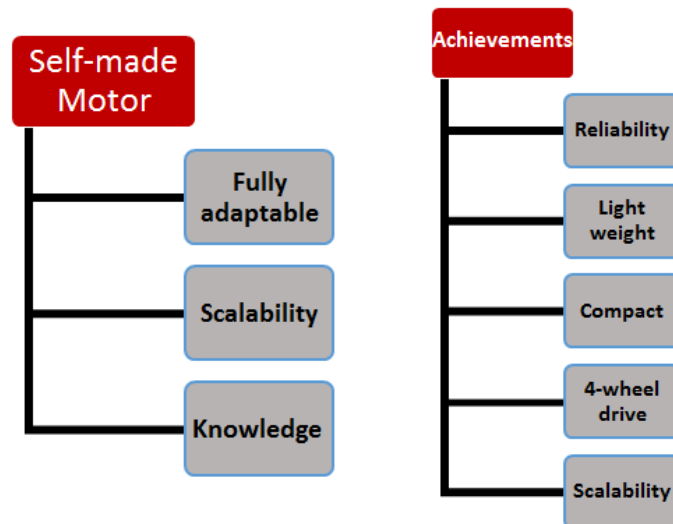 Self-made
Motor
Fully
adaptable
Scalability
Knowledge
Achievements
Reliability
Light
weight
Compact
4-wheel
drive
Scalability